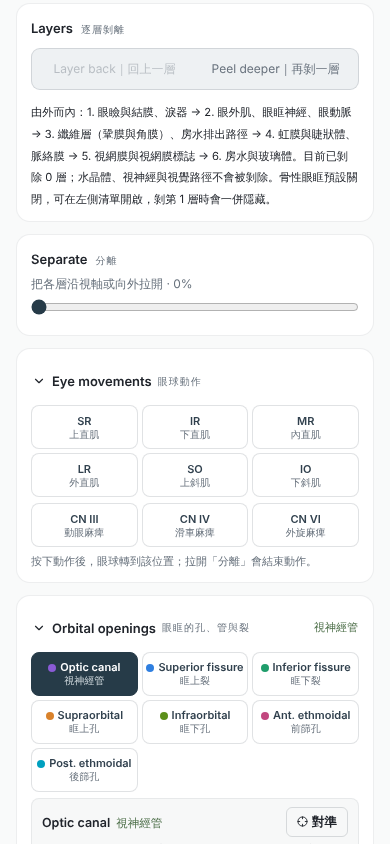 Layers 逐層剝離
Layer back｜回上一層 Peel deeper｜再剝一層
由外而內：1. 眼瞼與結膜、淚器 → 2. 眼外肌、眼眶神經、眼動脈
→ 3. 纖維層（鞏膜與角膜）、房水排出路徑 → 4. 虹膜與睫狀體、
脈絡膜 → 5. 視網膜與視網膜標誌 → 6. 房水與玻璃體。目前已剝
除 0 層；水晶體、視神經與視覺路徑不會被剝除。骨性眼眶預設關
閉，可在左側清單開啟，剝第 1 層時會一併隱藏。
Separate 分離
把各層沿視軸或向外拉開 · 0%
Eye movements 眼球動作
SR IR MR
上直肌 下直肌 內直肌
LR SO IO
外直肌 上斜肌 下斜肌
CN III CN IV CN VI
動眼麻痺 滑車麻痺 外旋麻痺
按下動作後，眼球轉到該位置；拉開「分離」會結束動作。
Orbital openings 眼眶的孔、管與裂 視神經管
Optic canal Superior fissure Inferior fissure
視神經管 眶上裂 眶下裂
Supraorbital Infraorbital Ant. ethmoidal
眶上孔 眶下孔 前篩孔
Post. ethmoidal
後篩孔
Optic canal 視神經管 對準